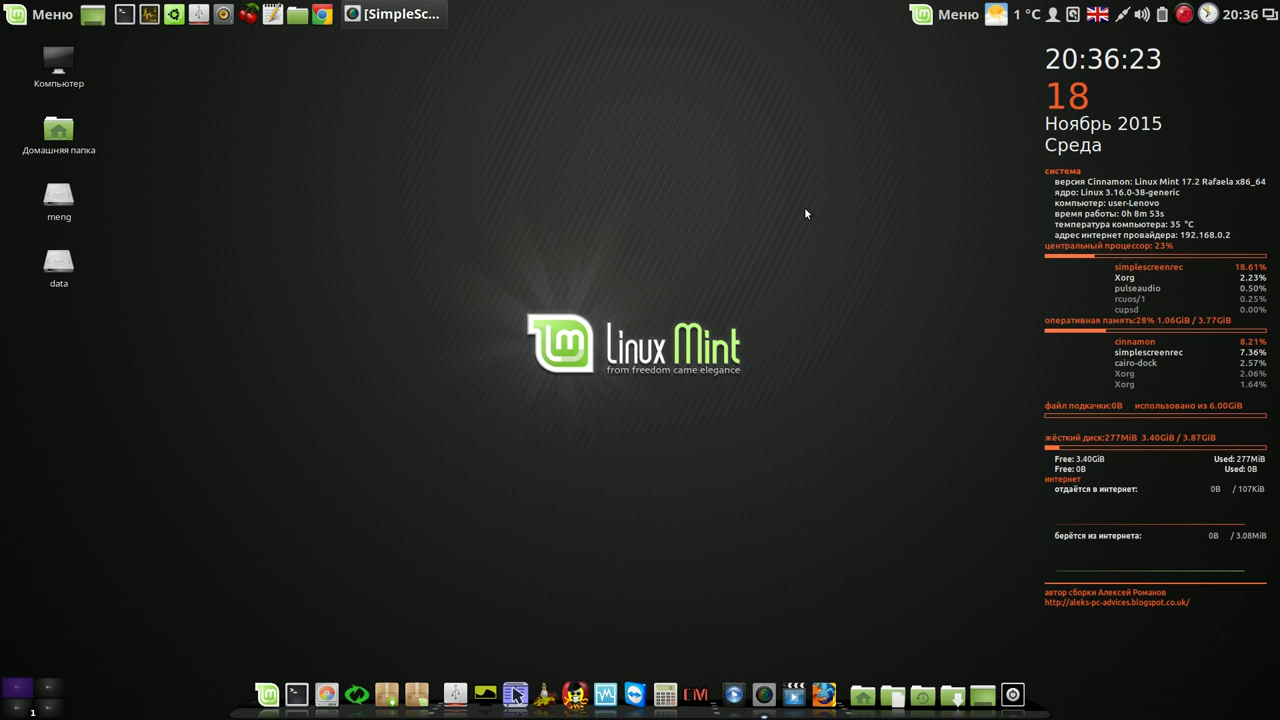 Меню
[SimpleSc...
Меню
1 °C
20:36
Компьютер
Домашняя папка
meng
data
Linux Mint
from freedom came elegance
20:36:23
18
Ноябрь 2015
Среда
система
версия Cinnamon: Linux Mint 17.2 Rafaela x86_64
ядро: Linux 3.16.0-38-generic
компьютер: user-Lenovo
время работы: 0h 8m 53s
температура компьютера: 35 °C
адрес интернет провайдера: 192.168.0.2
центральный процессор: 23%
simplescreenrec 18.61%
Xorg 2.23%
pulseaudio 0.50%
rcuos/1 0.25%
cupsd 0.00%
оперативная память:28% 1.06GiB / 3.77GiB
cinnamon 8.21%
simplescreenrec 7.36%
cairo-dock 2.57%
Xorg 2.06%
Xorg 1.64%
файл подкачки:0B использовано из 6.00GiB
жёсткий диск:277MiB 3.40GiB / 3.87GiB
Free: 3.40GiB Used: 277MiB
Free: 0B Used: 0B
интернет
отдаётся в интернет: 0B / 107KiB
берётся из интернета: 0B / 3.08MiB
автор сборки Алексей Романов
http://aleks-pc-advices.blogspot.co.uk/
1